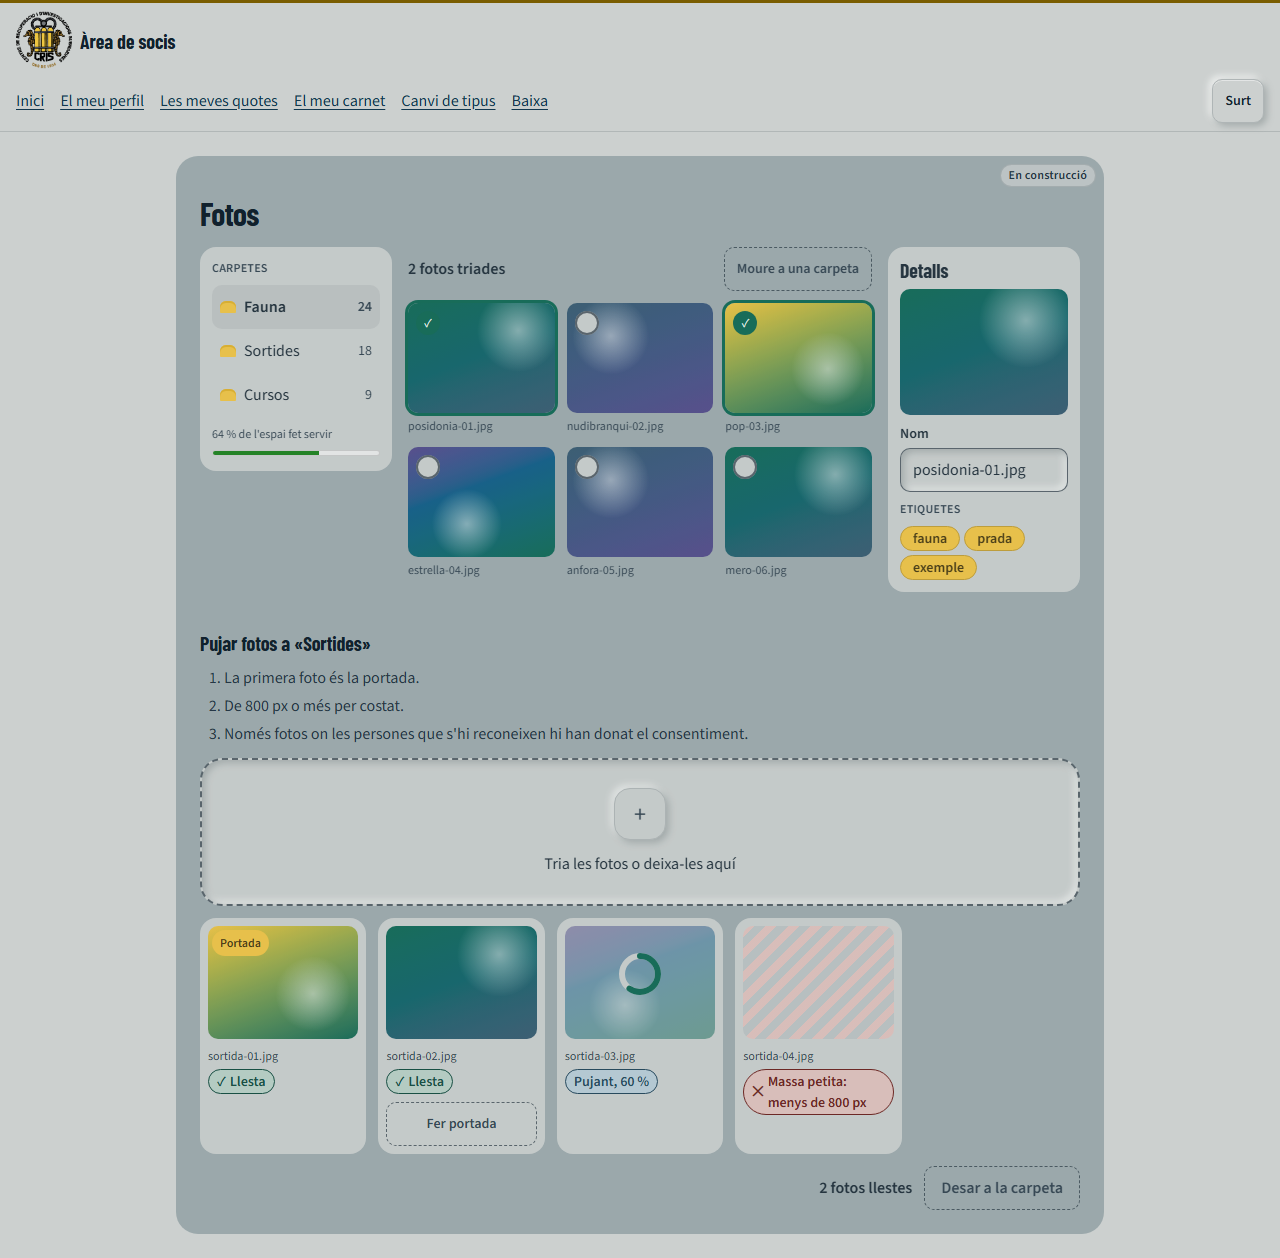 CRIS
Àrea de socis
Inici
El meu perfil
Les meves quotes
El meu carnet
Canvi de tipus
Baixa
Surt
En construcció
Fotos
CARPETES
Fauna 24
Sortides 18
Cursos 9
64 % de l'espai fet servir
2 fotos triades
Moure a una carpeta
posidonia-01.jpg
nudibranqui-02.jpg
pop-03.jpg
estrella-04.jpg
anfora-05.jpg
mero-06.jpg
Detalls
Nom
posidonia-01.jpg
ETIQUETES
fauna
prada
exemple
Pujar fotos a «Sortides»
1. La primera foto és la portada.
2. De 800 px o més per costat.
3. Només fotos on les persones que s'hi reconeixen hi han donat el consentiment.
+
Tria les fotos o deixa-les aquí
Portada
sortida-01.jpg
✓ Llesta
sortida-02.jpg
✓ Llesta
Fer portada
sortida-03.jpg
Pujant, 60 %
sortida-04.jpg
Massa petita:
menys de 800 px
2 fotos llestes
Desar a la carpeta